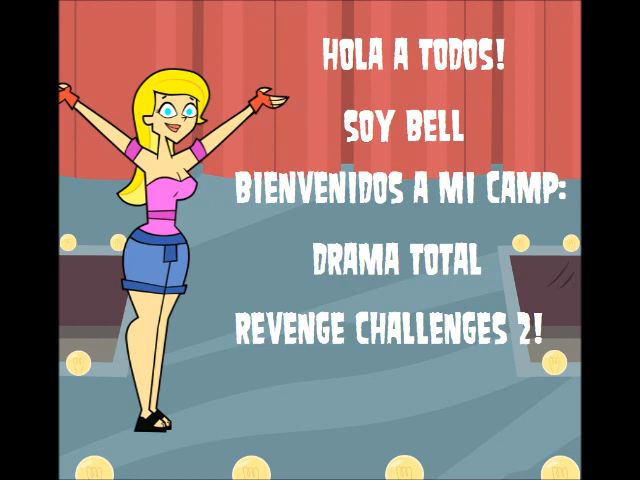 HOLA A TODOS!
SOY BELL
BIENVENIDOS A MI CAMP:
DRAMA TOTAL
REVENGE CHALLENGES 2!